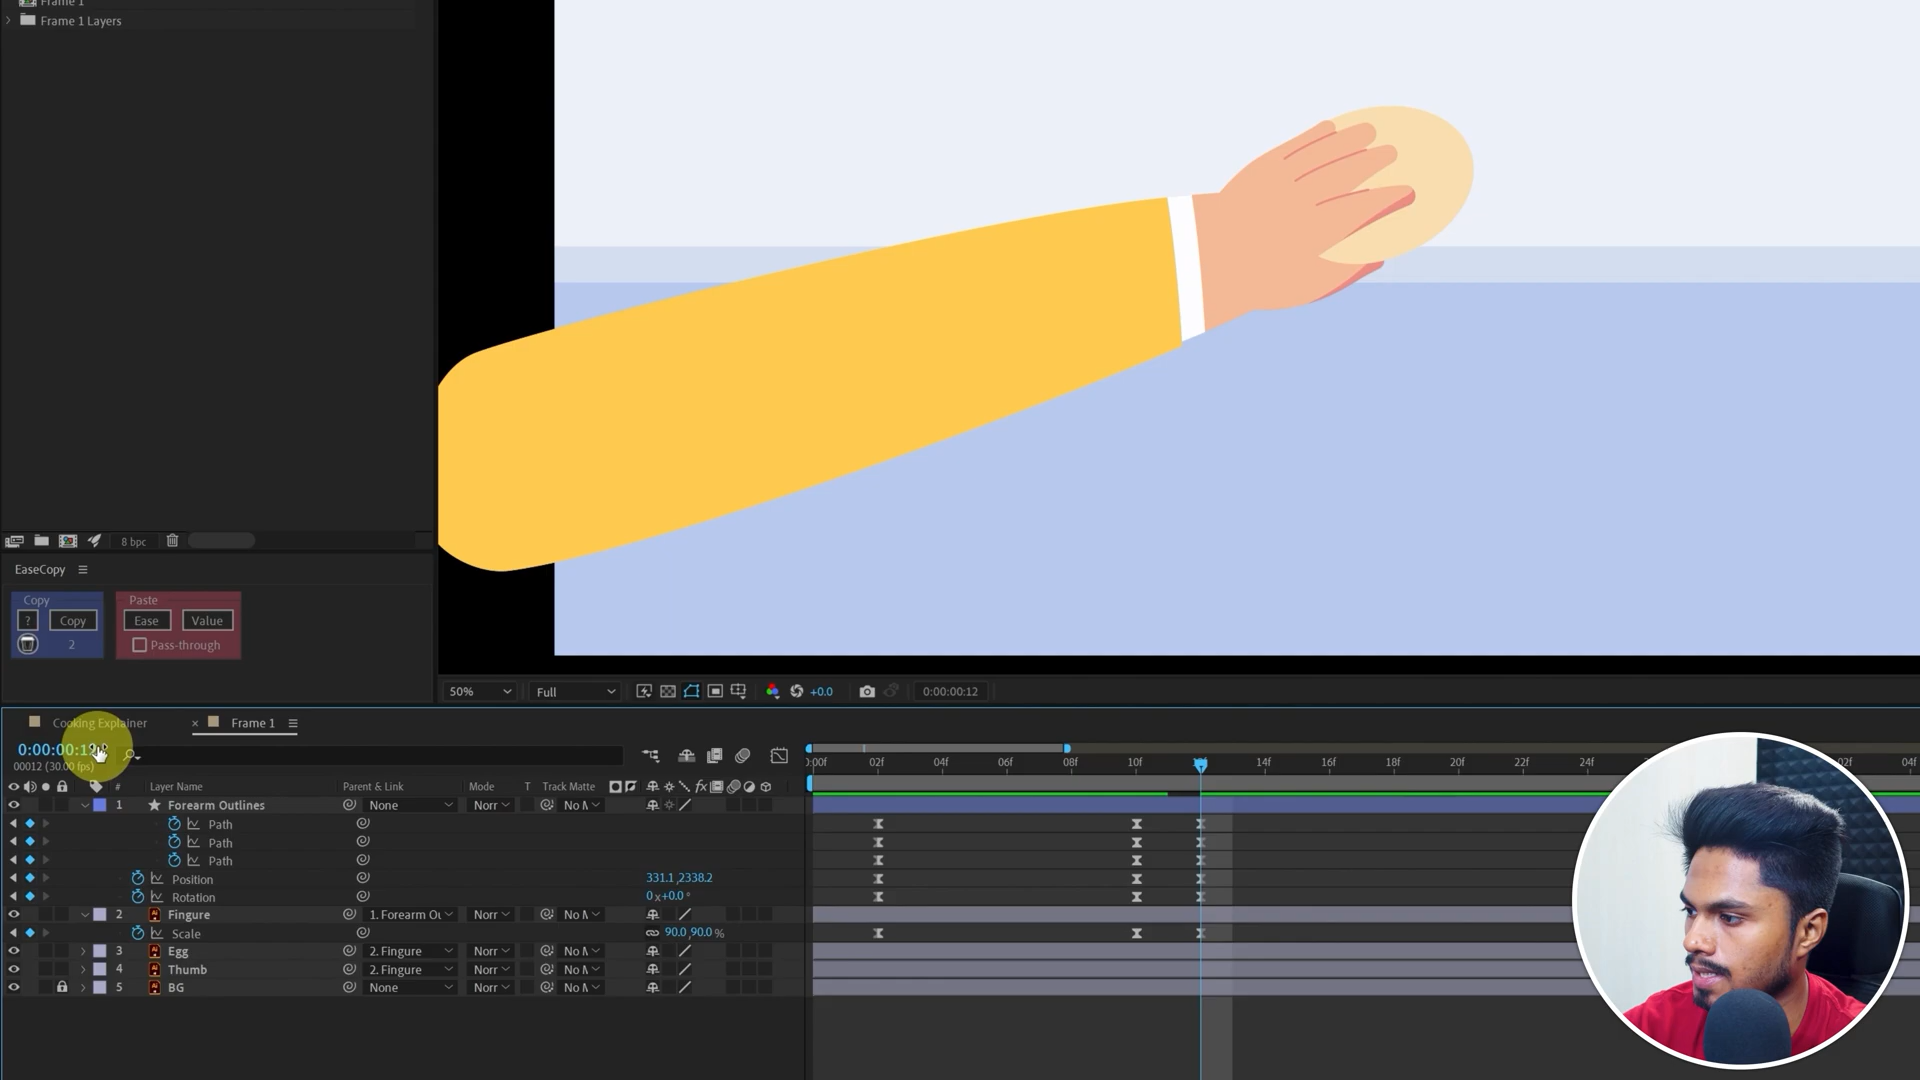 Frame 1
Frame 1 Layers
8 bpc
EaseCopy
Copy
Paste
? Copy Ease Value
2 Pass-through
50% Full +0.0 0:00:00:12
Cooking Explainer × Frame 1
00012 (30.00 fps)
02f 04f 06f 08f 10f 14f 16f 18f 20f 22f 24f 04f
# Layer Name Parent & Link Mode T Track Matte fx
1 Forearm Outlines None Norr No M
Path
Path
Path
Position 331.1,2338.2
Rotation 0x+0.0°
2 Fingure 1. Forearm Ou Norr No M
Scale 90.0,90.0%
3 Egg 2. Fingure Norr No M
4 Thumb 2. Fingure Norr No M
5 BG None Norr No M